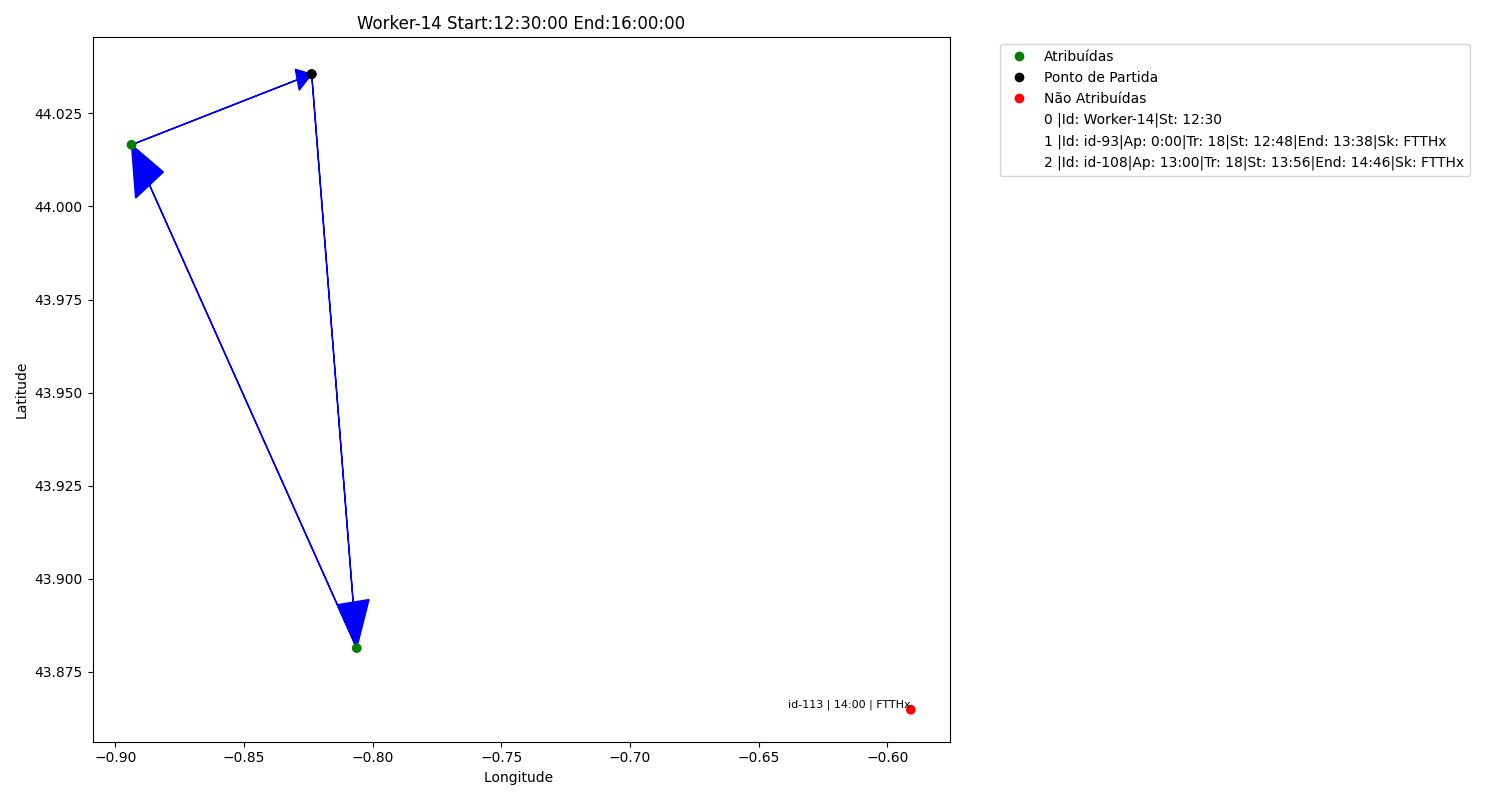 Worker-14 Start:12:30:00 End:16:00:00
Atribuídas
Ponto de Partida
Não Atribuídas
0 |Id: Worker-14|St: 12:30
1 |Id: id-93|Ap: 0:00|Tr: 18|St: 12:48|End: 13:38|Sk: FTTHx
2 |Id: id-108|Ap: 13:00|Tr: 18|St: 13:56|End: 14:46|Sk: FTTHx
Latitude
44.025
44.000
43.975
43.950
43.925
43.900
43.875
id-113 | 14:00 | FTTHx
−0.90 −0.85 −0.80 −0.75 −0.70 −0.65 −0.60
Longitude